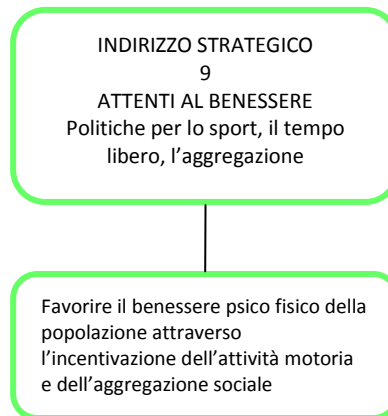 INDIRIZZO STRATEGICO
9
ATTENTI AL BENESSERE
Politiche per lo sport, il tempo
libero, l’aggregazione
Favorire il benessere psico fisico della
popolazione attraverso
l’incentivazione dell’attività motoria
e dell’aggregazione sociale